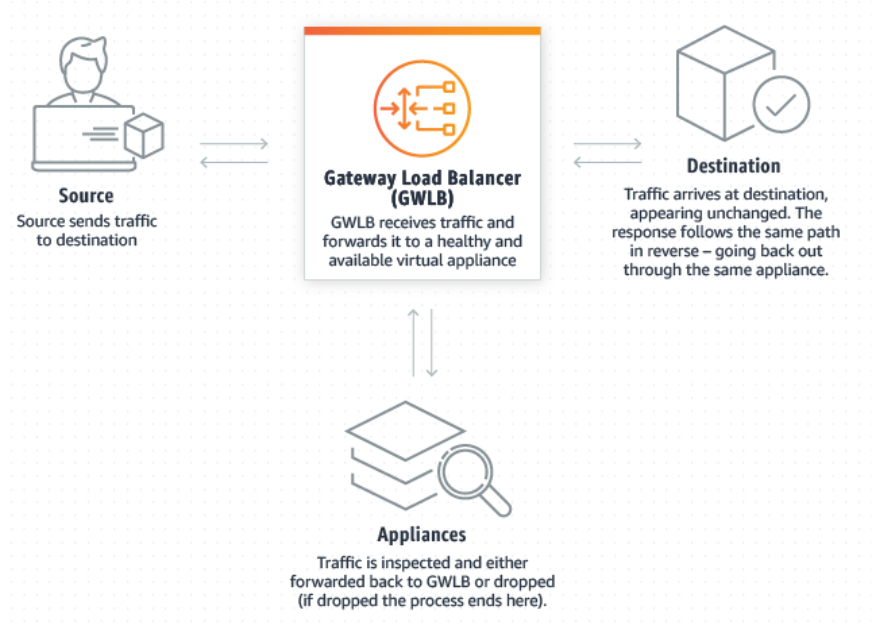 Source
Source sends traffic
to destination
Gateway Load Balancer
(GWLB)
GWLB receives traffic and
forwards it to a healthy and
available virtual appliance
Destination
Traffic arrives at destination,
appearing unchanged. The
response follows the same path
in reverse – going back out
through the same appliance.
Appliances
Traffic is inspected and either
forwarded back to GWLB or dropped
(if dropped the process ends here).